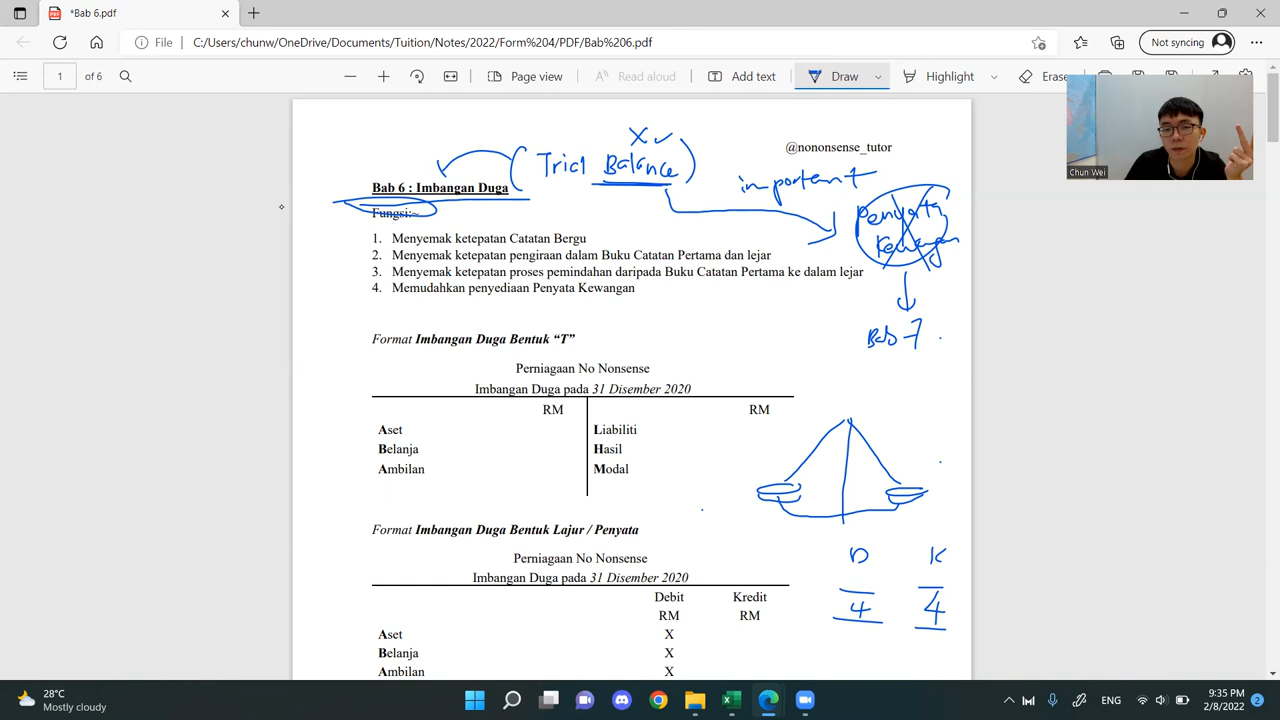 *Bab 6.pdf
File C:/Users/chunw/OneDrive/Documents/Tuition/Notes/2022/Form%204/PDF/Bab%206.pdf
Not syncing
1 of 6
Page view
Read aloud
Add text
Draw
Highlight
Erase
Chun Wei
X ✓
@nononsense_tutor
(Trial Balance)
important
Bab 6 : Imbangan Duga
Penyata
Kewangan
Fungsi:~
1. Menyemak ketepatan Catatan Bergu
2. Menyemak ketepatan pengiraan dalam Buku Catatan Pertama dan lejar
3. Menyemak ketepatan proses pemindahan daripada Buku Catatan Pertama ke dalam lejar
4. Memudahkan penyediaan Penyata Kewangan
Bab 7
Format Imbangan Duga Bentuk “T”
Perniagaan No Nonsense
Imbangan Duga pada 31 Disember 2020
RM RM
Aset Liabiliti
Belanja Hasil
Ambilan Modal
Format Imbangan Duga Bentuk Lajur / Penyata
Perniagaan No Nonsense
Imbangan Duga pada 31 Disember 2020
D K
Debit Kredit
RM RM
4 4
Aset X
Belanja X
Ambilan X
28°C
Mostly cloudy
ENG
9:35 PM
2/8/2022
2